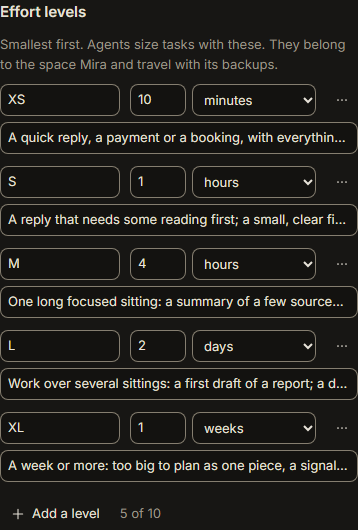 Effort levels
Smallest first. Agents size tasks with these. They belong
to the space Mira and travel with its backups.
XS 10 minutes ···
A quick reply, a payment or a booking, with everythin...
S 1 hours ···
A reply that needs some reading first; a small, clear fi...
M 4 hours ···
One long focused sitting: a summary of a few source...
L 2 days ···
Work over several sittings: a first draft of a report; a d...
XL 1 weeks ···
A week or more: too big to plan as one piece, a signal...
+ Add a level 5 of 10